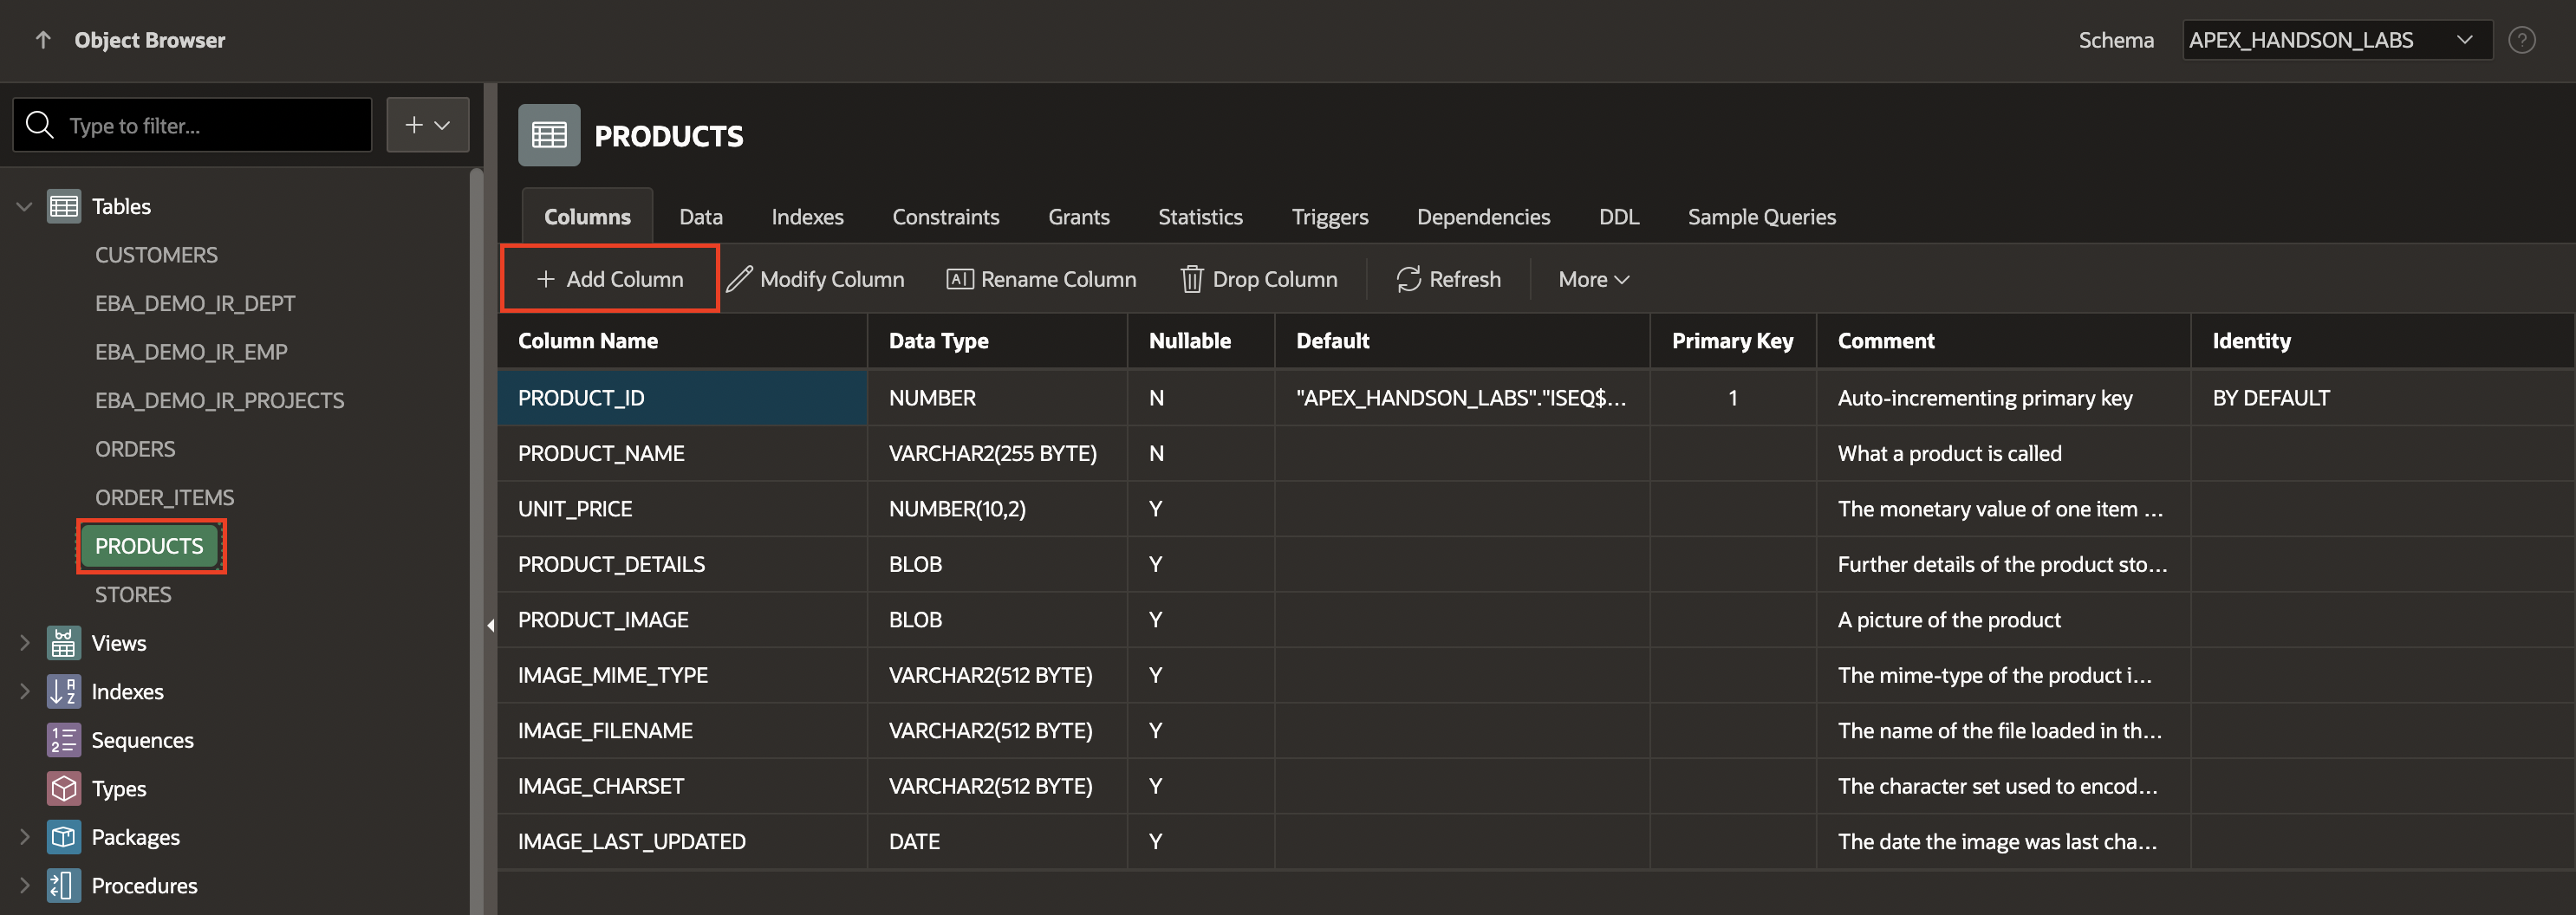 Object Browser
Schema APEX_HANDSON_LABS ?
Type to filter...
Tables
CUSTOMERS
EBA_DEMO_IR_DEPT
EBA_DEMO_IR_EMP
EBA_DEMO_IR_PROJECTS
ORDERS
ORDER_ITEMS
PRODUCTS
STORES
Views
Indexes
Sequences
Types
Packages
Procedures
PRODUCTS
Columns Data Indexes Constraints Grants Statistics Triggers Dependencies DDL Sample Queries
+ Add Column Modify Column Rename Column Drop Column Refresh More
Column Name Data Type Nullable Default Primary Key Comment Identity
PRODUCT_ID NUMBER N "APEX_HANDSON_LABS"."ISEQ$... 1 Auto-incrementing primary key BY DEFAULT
PRODUCT_NAME VARCHAR2(255 BYTE) N What a product is called
UNIT_PRICE NUMBER(10,2) Y The monetary value of one item ...
PRODUCT_DETAILS BLOB Y Further details of the product sto...
PRODUCT_IMAGE BLOB Y A picture of the product
IMAGE_MIME_TYPE VARCHAR2(512 BYTE) Y The mime-type of the product i...
IMAGE_FILENAME VARCHAR2(512 BYTE) Y The name of the file loaded in th...
IMAGE_CHARSET VARCHAR2(512 BYTE) Y The character set used to encod...
IMAGE_LAST_UPDATED DATE Y The date the image was last cha...